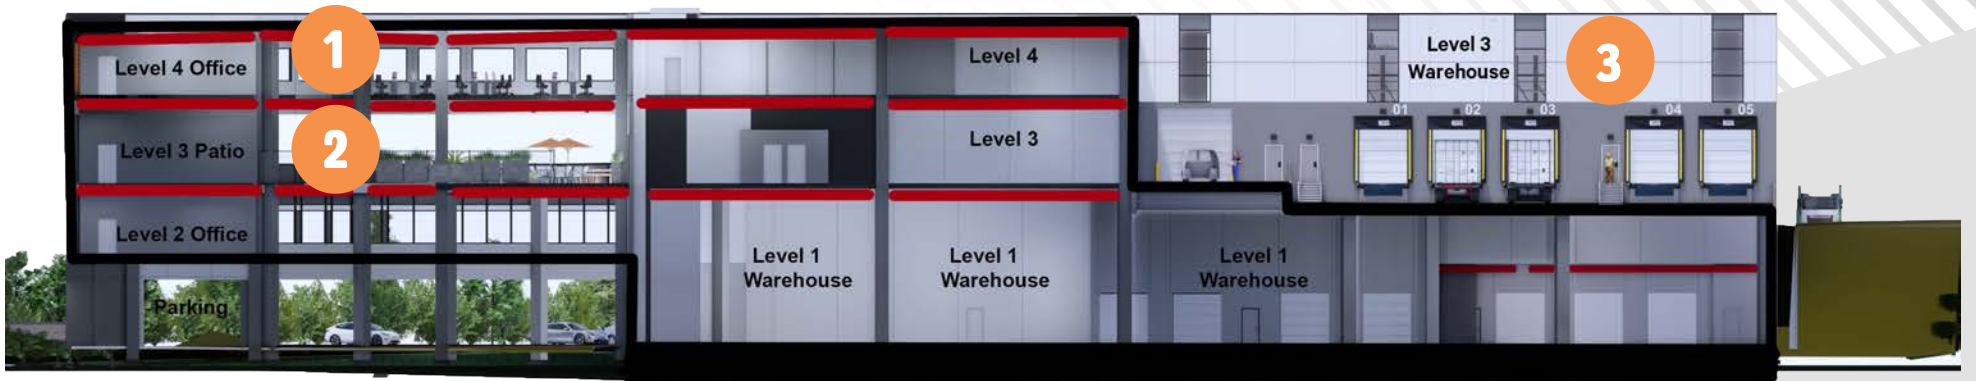 1
Level 4 Office
Level 4
Level 3
Warehouse
3
01
02
03
04
05
2
Level 3 Patio
Level 3
Level 2 Office
Level 1
Warehouse
Level 1
Warehouse
Level 1
Warehouse
Parking